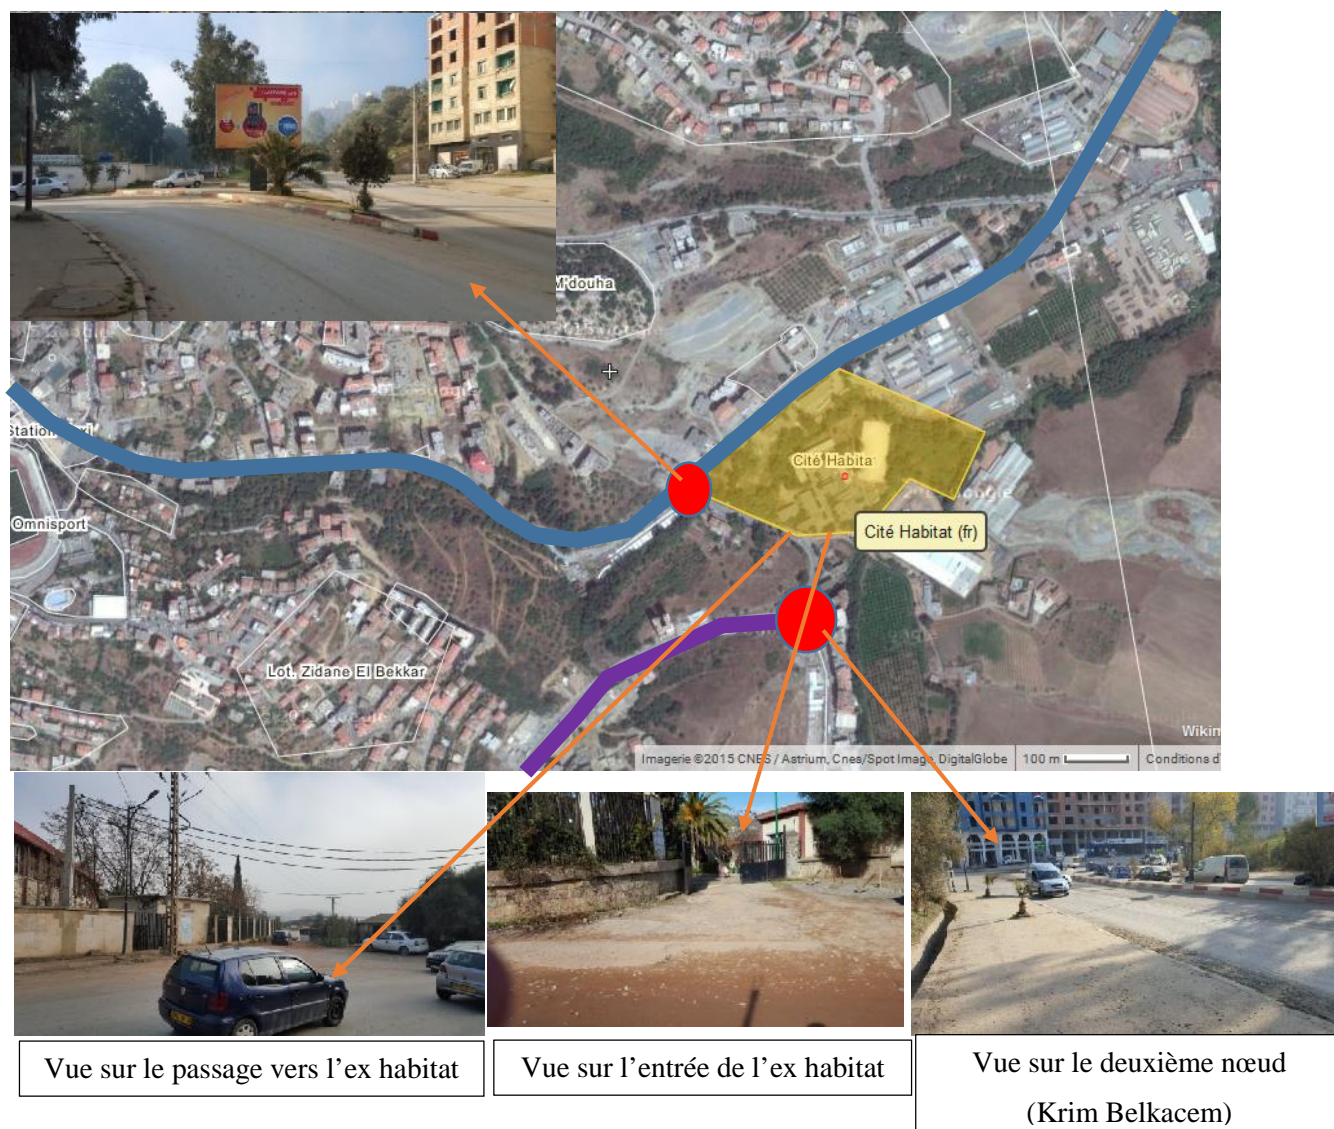 M'douha
Cité Habita
Omnisport
Cité Habitat (fr)
Lot. Zidane El Bekkar
Wikim
Imagerie ©2015 CNES / Astrium, Cnes/Spot Image, DigitalGlobe
100 m
Conditions d'
Vue sur le passage vers l'ex habitat
Vue sur l'entrée de l'ex habitat
Vue sur le deuxième nœud
(Krim Belkacem)